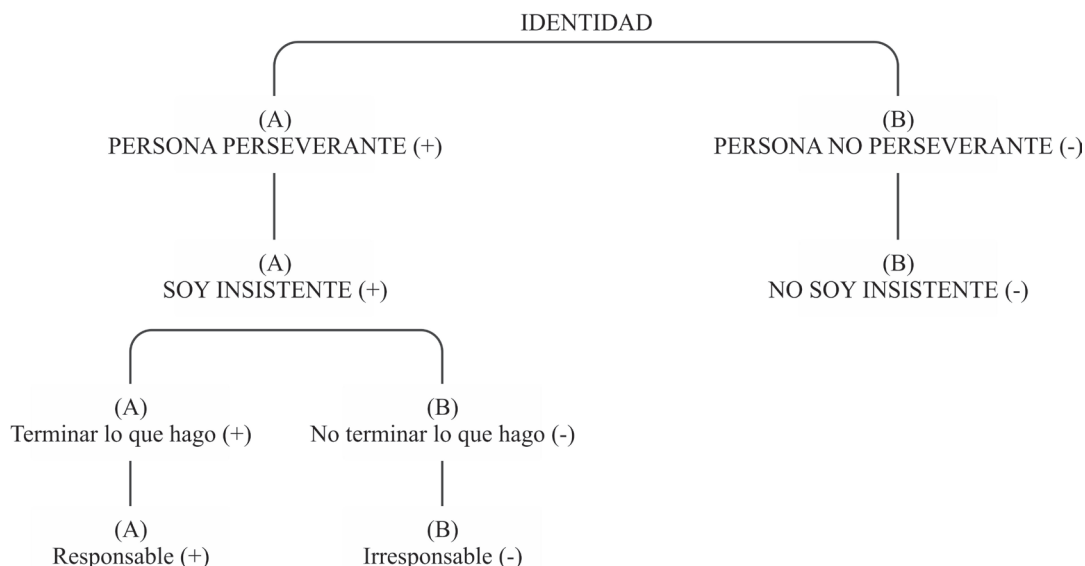 IDENTIDAD
(A)
PERSONA PERSEVERANTE (+)
(B)
PERSONA NO PERSEVERANTE (-)
(A)
SOY INSISTENTE (+)
(B)
NO SOY INSISTENTE (-)
(A)
Terminar lo que hago (+)
(B)
No terminar lo que hago (-)
(A)
Responsable (+)
(B)
Irresponsable (-)